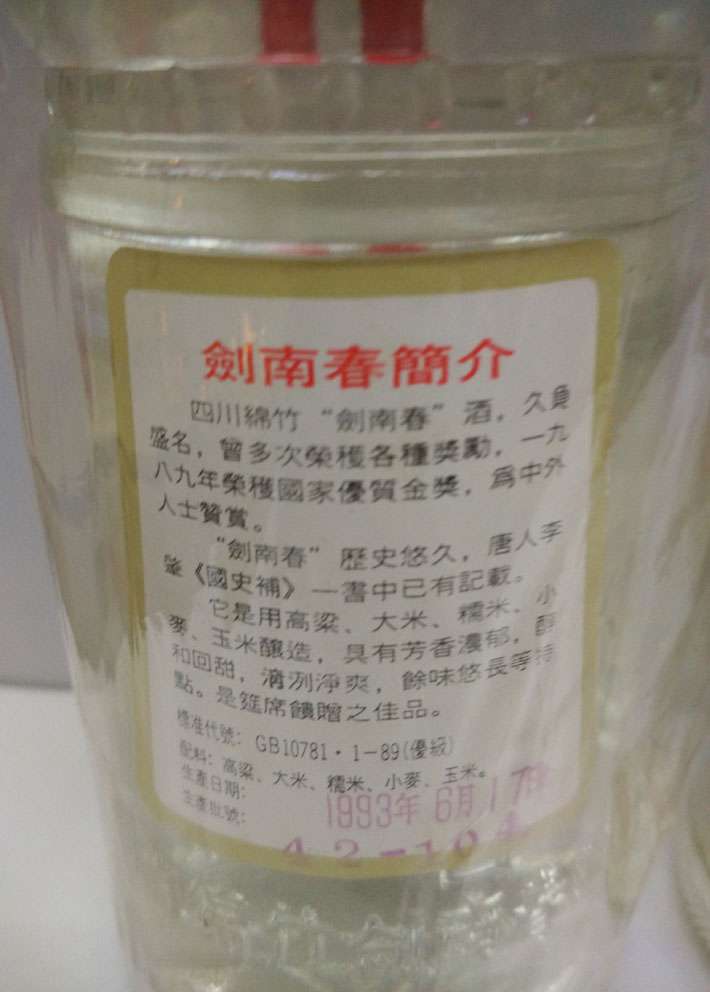 劍南春簡介
四川綿竹“劍南春”酒，久負
盛名，曾多次榮獲各種獎勵，一九
八九年榮獲國家優質金獎，爲中外
人士贊賞。
“劍南春”歷史悠久，唐人李
肇《國史補》一書中已有記載。
它是用高梁、大米、糯米、小
麥、玉米釀造，具有芳香濃郁，醇
和回甜，清洌淨爽，餘味悠長等特
點。是筵席饋贈之佳品。
標准代號：GB10781·1-89(優級)
配料：高梁、大米、糯米、小麥、玉米。
生產日期：1993年6月17
生產批號：42-10